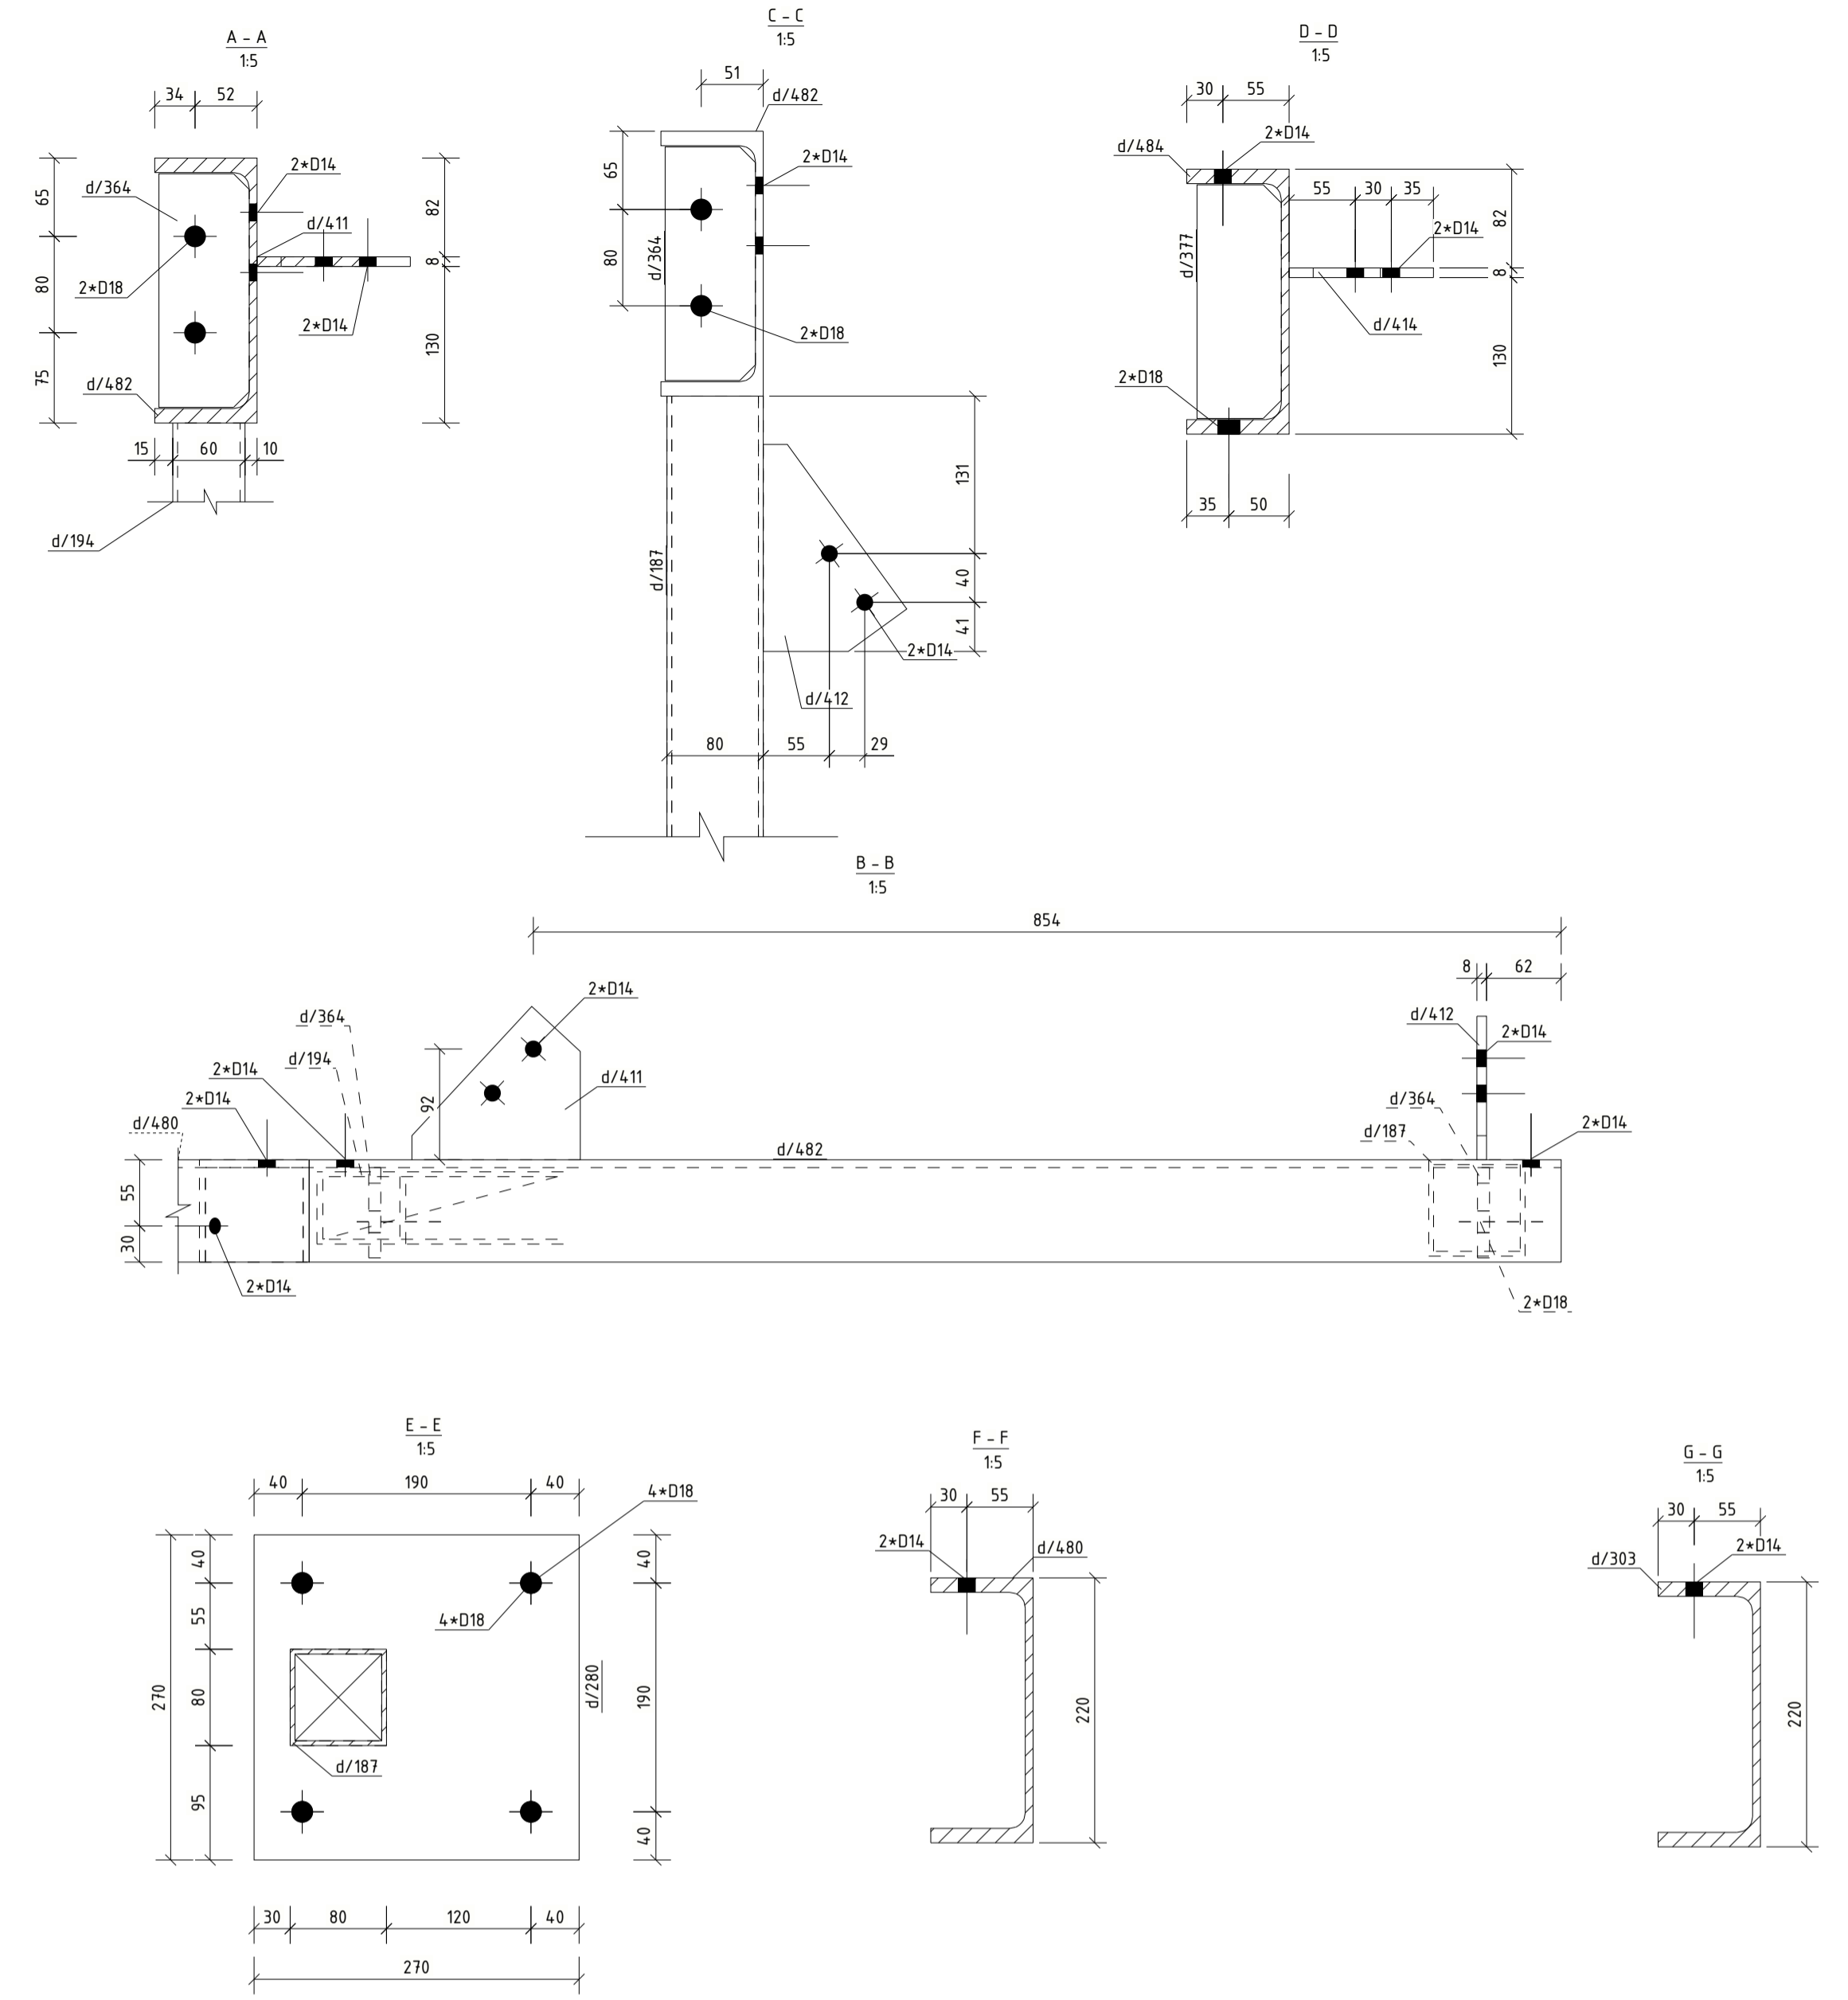 A - A
1:5
34
52
65
80
75
82
8
130
2*D14
d/364
d/411
2*D18
2*D14
d/482
15
60
10
d/194
C - C
1:5
51
d/482
65
80
2*D14
d/364
2*D18
131
40
41
d/187
2*D14
d/412
80
55
29
D - D
1:5
30
55
2*D14
d/484
55
30
35
2*D14
82
8
130
d/377
d/414
2*D18
35
50
B - B
1:5
854
8
62
2*D14
d/364
d/194
2*D14
2*D14
d/480
92
d/411
d/482
d/412
2*D14
d/364
d/187
2*D14
55
30
2*D14
2*D18
E - E
1:5
40
190
40
4*D18
40
55
80
95
270
4*D18
40
190
40
d/280
d/187
30
80
120
40
270
F - F
1:5
30
55
2*D14
d/480
220
G - G
1:5
30
55
2*D14
d/303
220